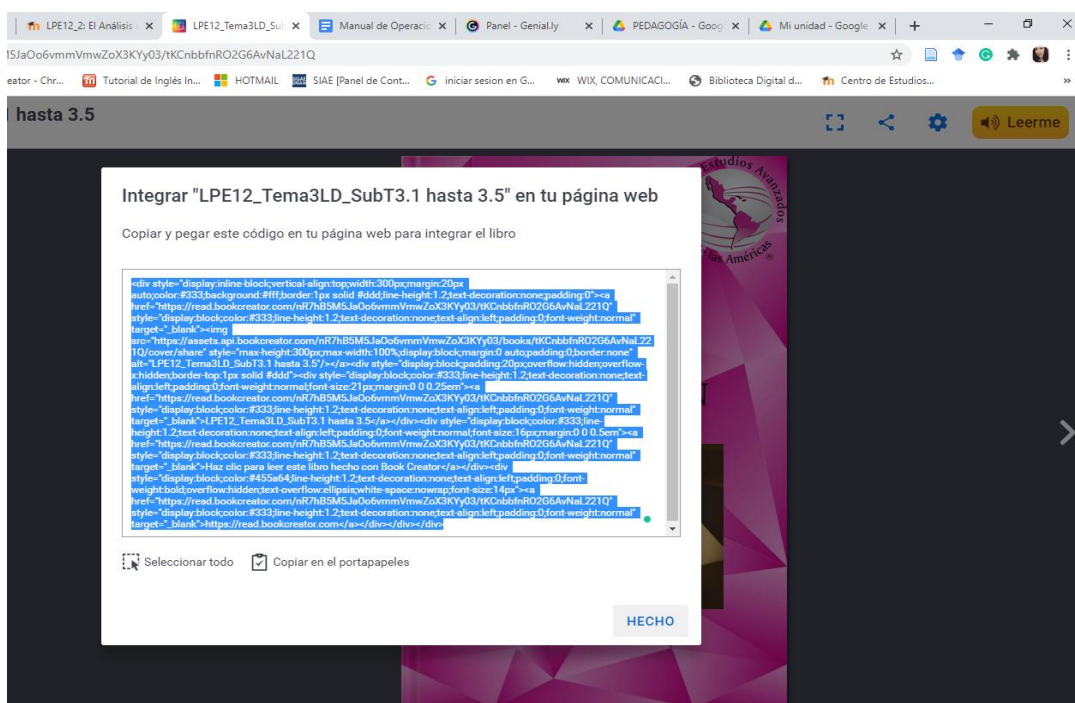 LPE12_2: El Análisis
LPE12_Tema3LD_Sul
Manual de Operacio
Panel - Genial.ly
PEDAGOGÍA - Goog
Mi unidad - Google
15JaOo6vmmVmwZoX3KYy03/tKCnbbfnRO2G6AvNaL221Q
eator - Chr...
Tutorial de Inglés In...
HOTMAIL
SIAE [Panel de Cont...
iniciar sesion en G...
WIX, COMUNICACI...
Biblioteca Digital d...
Centro de Estudios...
hasta 3.5
Leerme
Estudios Avanzados
las Américas
Integrar "LPE12_Tema3LD_SubT3.1 hasta 3.5" en tu página web
Copiar y pegar este código en tu página web para integrar el libro
<div style="display:inline-block;vertical-align:top;width:300px;margin:20px
auto;color:#333;background:#fff;border:1px solid #ddd;line-height:1.2;text-decoration:none;padding:0"><a
href="https://read.bookcreator.com/nR7hB5M5JaOo6vmmVmwZoX3KYy03/tKCnbbfnRO2G6AvNaL221Q"
style="display:block;color:#333;line-height:1.2;text-decoration:none;text-align:left;padding:0;font-weight:normal"
target="_blank"><img
src="https://assets.api.bookcreator.com/nR7hB5M5JaOo6vmmVmwZoX3KYy03/books/tKCnbbfnRO2G6AvNaL22
1Q/cover/share" style="max-height:300px;max-width:100%;display:block;margin:0 auto;padding:0;border:none"
alt="LPE12_Tema3LD_SubT3.1 hasta 3.5"/></a><div style="display:block;padding:20px;overflow:hidden;overflow-
x:hidden;border-top:1px solid #ddd"><div style="display:block;color:#333;line-height:1.2;text-decoration:none;text-
align:left;padding:0;font-weight:normal;font-size:21px;margin:0 0 0.25em"><a
href="https://read.bookcreator.com/nR7hB5M5JaOo6vmmVmwZoX3KYy03/tKCnbbfnRO2G6AvNaL221Q"
style="display:block;color:#333;line-height:1.2;text-decoration:none;text-align:left;padding:0;font-weight:normal"
target="_blank">LPE12_Tema3LD_SubT3.1 hasta 3.5</a></div><div style="display:block;color:#333;line-
height:1.2;text-decoration:none;text-align:left;padding:0;font-weight:normal;font-size:16px;margin:0 0 0.5em"><a
href="https://read.bookcreator.com/nR7hB5M5JaOo6vmmVmwZoX3KYy03/tKCnbbfnRO2G6AvNaL221Q"
style="display:block;color:#333;line-height:1.2;text-decoration:none;text-align:left;padding:0;font-weight:normal"
target="_blank">Haz clic para leer este libro hecho con Book Creator</a></div><div
style="display:block;color:#455a64;line-height:1.2;text-decoration:none;text-align:left;padding:0;font-
weight:bold;overflow:hidden;text-overflow:ellipsis;white-space:nowrap;font-size:14px"><a
href="https://read.bookcreator.com/nR7hB5M5JaOo6vmmVmwZoX3KYy03/tKCnbbfnRO2G6AvNaL221Q"
style="display:block;color:#333;line-height:1.2;text-decoration:none;text-align:left;padding:0;font-weight:normal"
target="_blank">https://read.bookcreator.com</a></div></div></div>
Seleccionar todo
Copiar en el portapapeles
HECHO